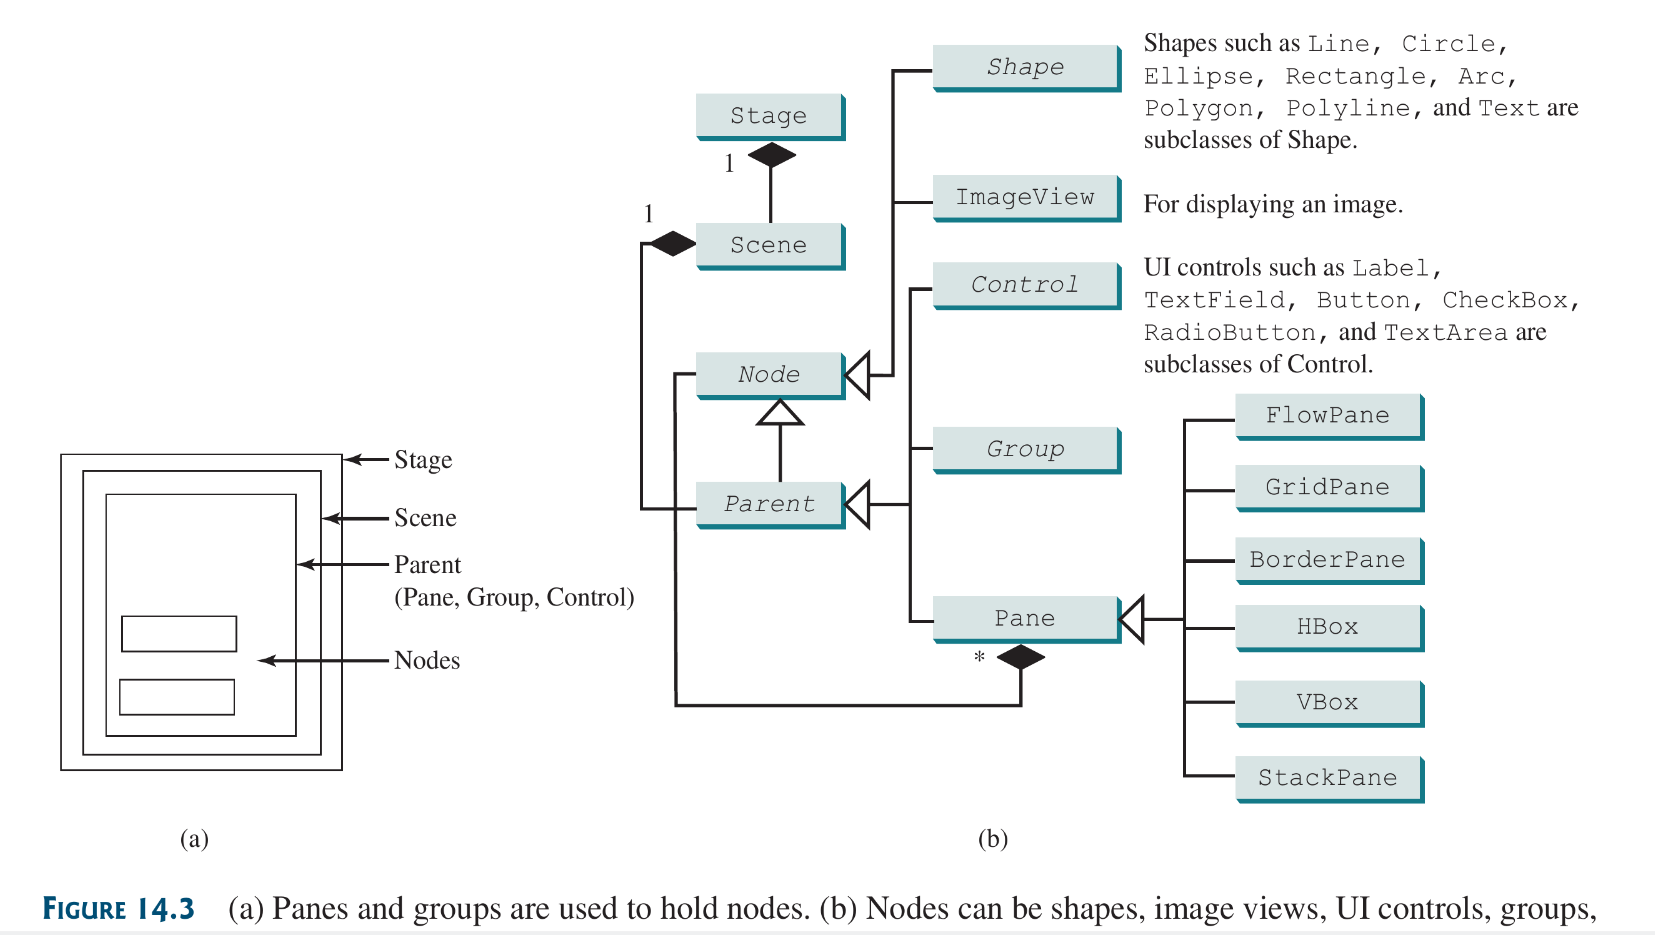 Stage
Scene
Parent
(Pane, Group, Control)
Nodes
(a)
Stage
1
1
Scene
Node
Parent
Shape
Shapes such as Line, Circle,
Ellipse, Rectangle, Arc,
Polygon, Polyline, and Text are
subclasses of Shape.
ImageView
For displaying an image.
Control
UI controls such as Label,
TextField, Button, CheckBox,
RadioButton, and TextArea are
subclasses of Control.
Group
Pane
*
FlowPane
GridPane
BorderPane
HBox
VBox
StackPane
(b)
FIGURE 14.3 (a) Panes and groups are used to hold nodes. (b) Nodes can be shapes, image views, UI controls, groups,